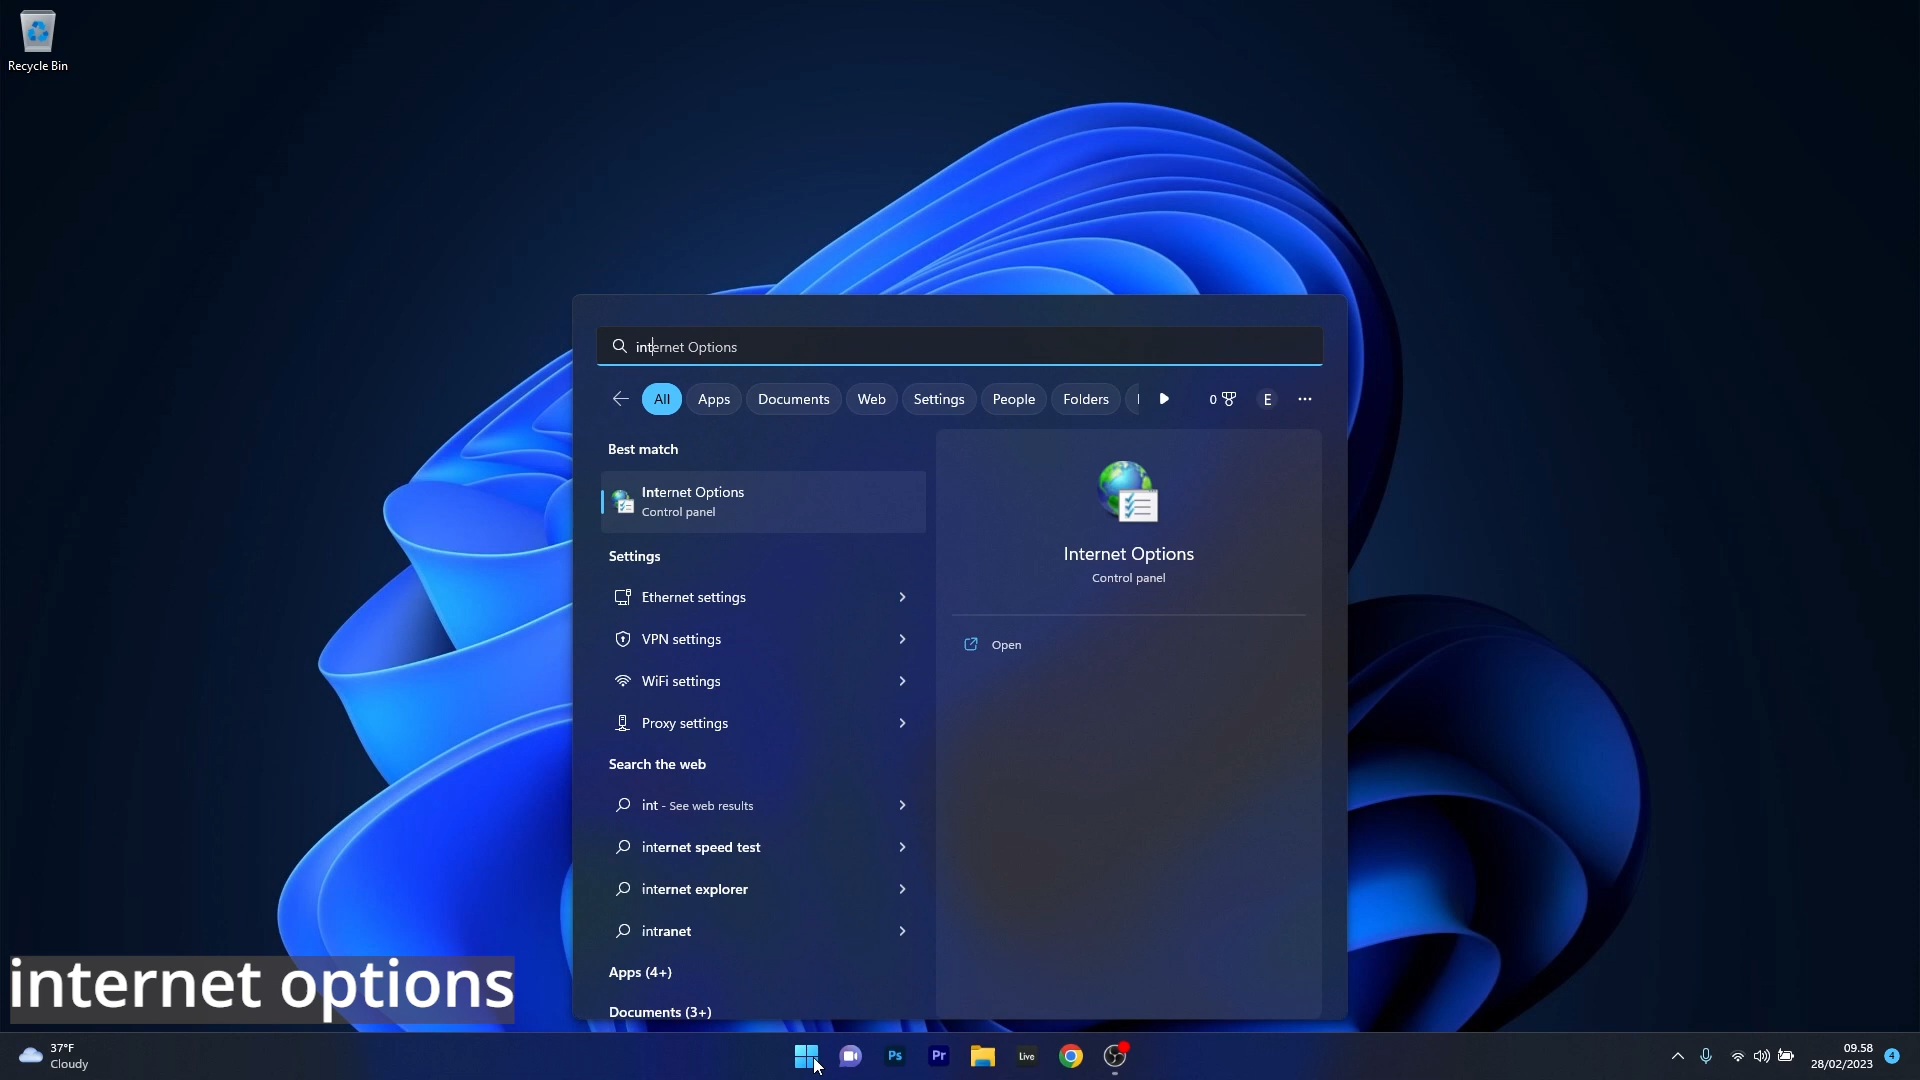 Recycle Bin
internet Options
All
Apps
Documents
Web
Settings
People
Folders
0
E
Best match
Internet Options
Control panel
Settings
Ethernet settings
VPN settings
WiFi settings
Proxy settings
Search the web
int - See web results
internet speed test
internet explorer
intranet
Apps (4+)
Documents (3+)
Internet Options
Control panel
Open
internet options
37°F
Cloudy
Ps
Pr
Live
09.58
28/02/2023
4